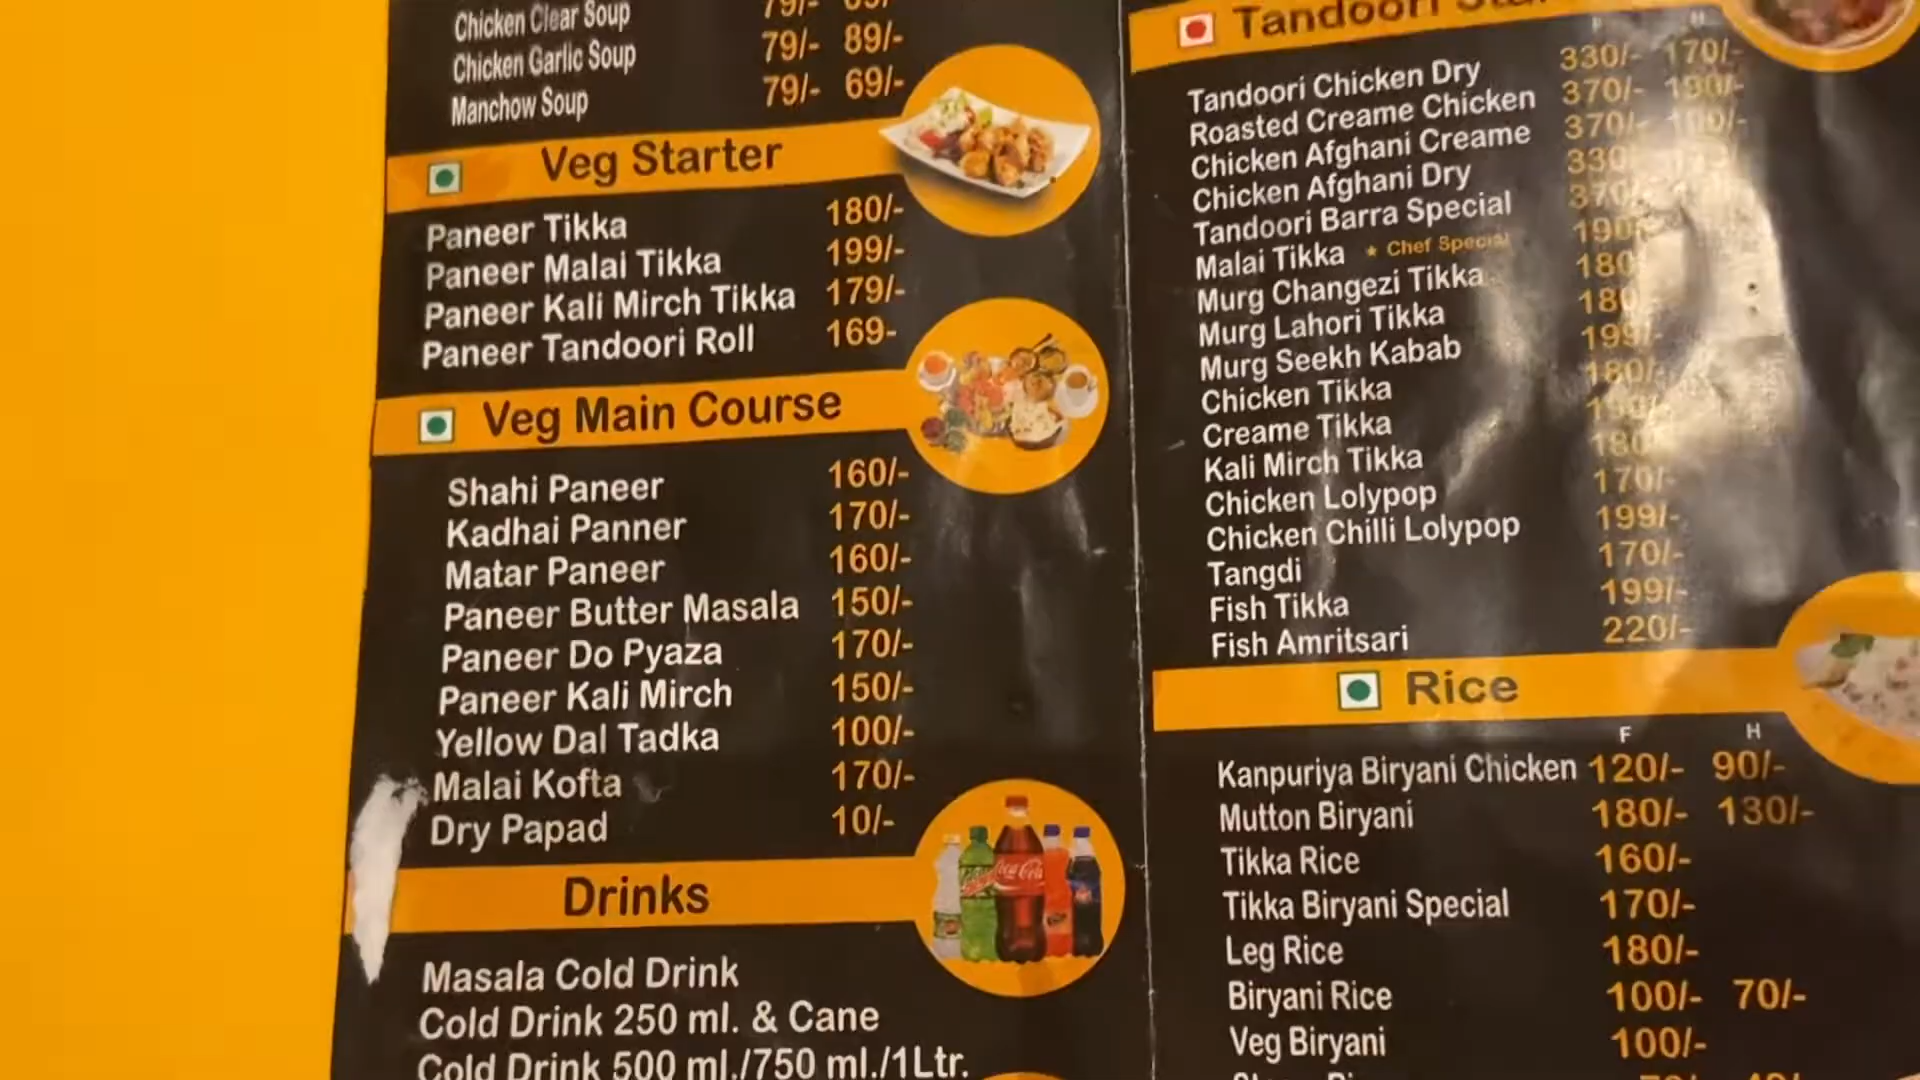 Chicken Clear Soup 79/-
Chicken Garlic Soup 79/- 89/-
Manchow Soup 79/- 69/-
Veg Starter
Paneer Tikka 180/-
Paneer Malai Tikka 199/-
Paneer Kali Mirch Tikka 179/-
Paneer Tandoori Roll 169-
Veg Main Course
Shahi Paneer 160/-
Kadhai Panner 170/-
Matar Paneer 160/-
Paneer Butter Masala 150/-
Paneer Do Pyaza 170/-
Paneer Kali Mirch 150/-
Yellow Dal Tadka 100/-
Malai Kofta 170/-
Dry Papad 10/-
Drinks
Coca-Cola
Masala Cold Drink
Cold Drink 250 ml. & Cane
Cold Drink 500 ml./750 ml./1Ltr.
Tandoori
F H
Tandoori Chicken Dry 330/- 170/-
Roasted Creame Chicken 370/- 190/-
Chicken Afghani Creame 370/-
Chicken Afghani Dry 330
Tandoori Barra Special 370
Malai Tikka * Chef Special 190
Murg Changezi Tikka 180
Murg Lahori Tikka 180
Murg Seekh Kabab 199/-
Chicken Tikka 180/-
Creame Tikka
Kali Mirch Tikka 180
Chicken Lolypop 170/-
Chicken Chilli Lolypop 199/-
Tangdi 170/-
Fish Tikka 199/-
Fish Amritsari 220/-
Rice
F H
Kanpuriya Biryani Chicken 120/- 90/-
Mutton Biryani 180/- 130/-
Tikka Rice 160/-
Tikka Biryani Special 170/-
Leg Rice 180/-
Biryani Rice 100/- 70/-
Veg Biryani 100/-